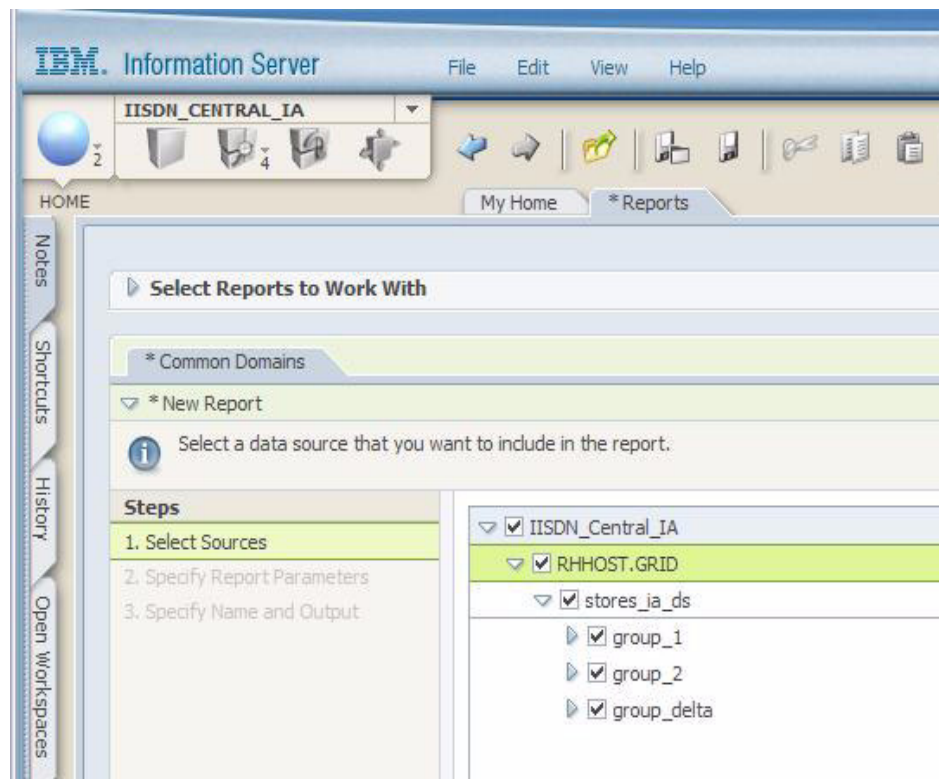 IBM. Information Server
File Edit View Help
IISDN_CENTRAL_IA
2
4
HOME
My Home
* Reports
Notes
Shortcuts
History
Open Workspaces
Select Reports to Work With
* Common Domains
* New Report
Select a data source that you want to include in the report.
Steps
1. Select Sources
2. Specify Report Parameters
3. Specify Name and Output
IISDN_Central_IA
RHHOST.GRID
stores_ia_ds
group_1
group_2
group_delta